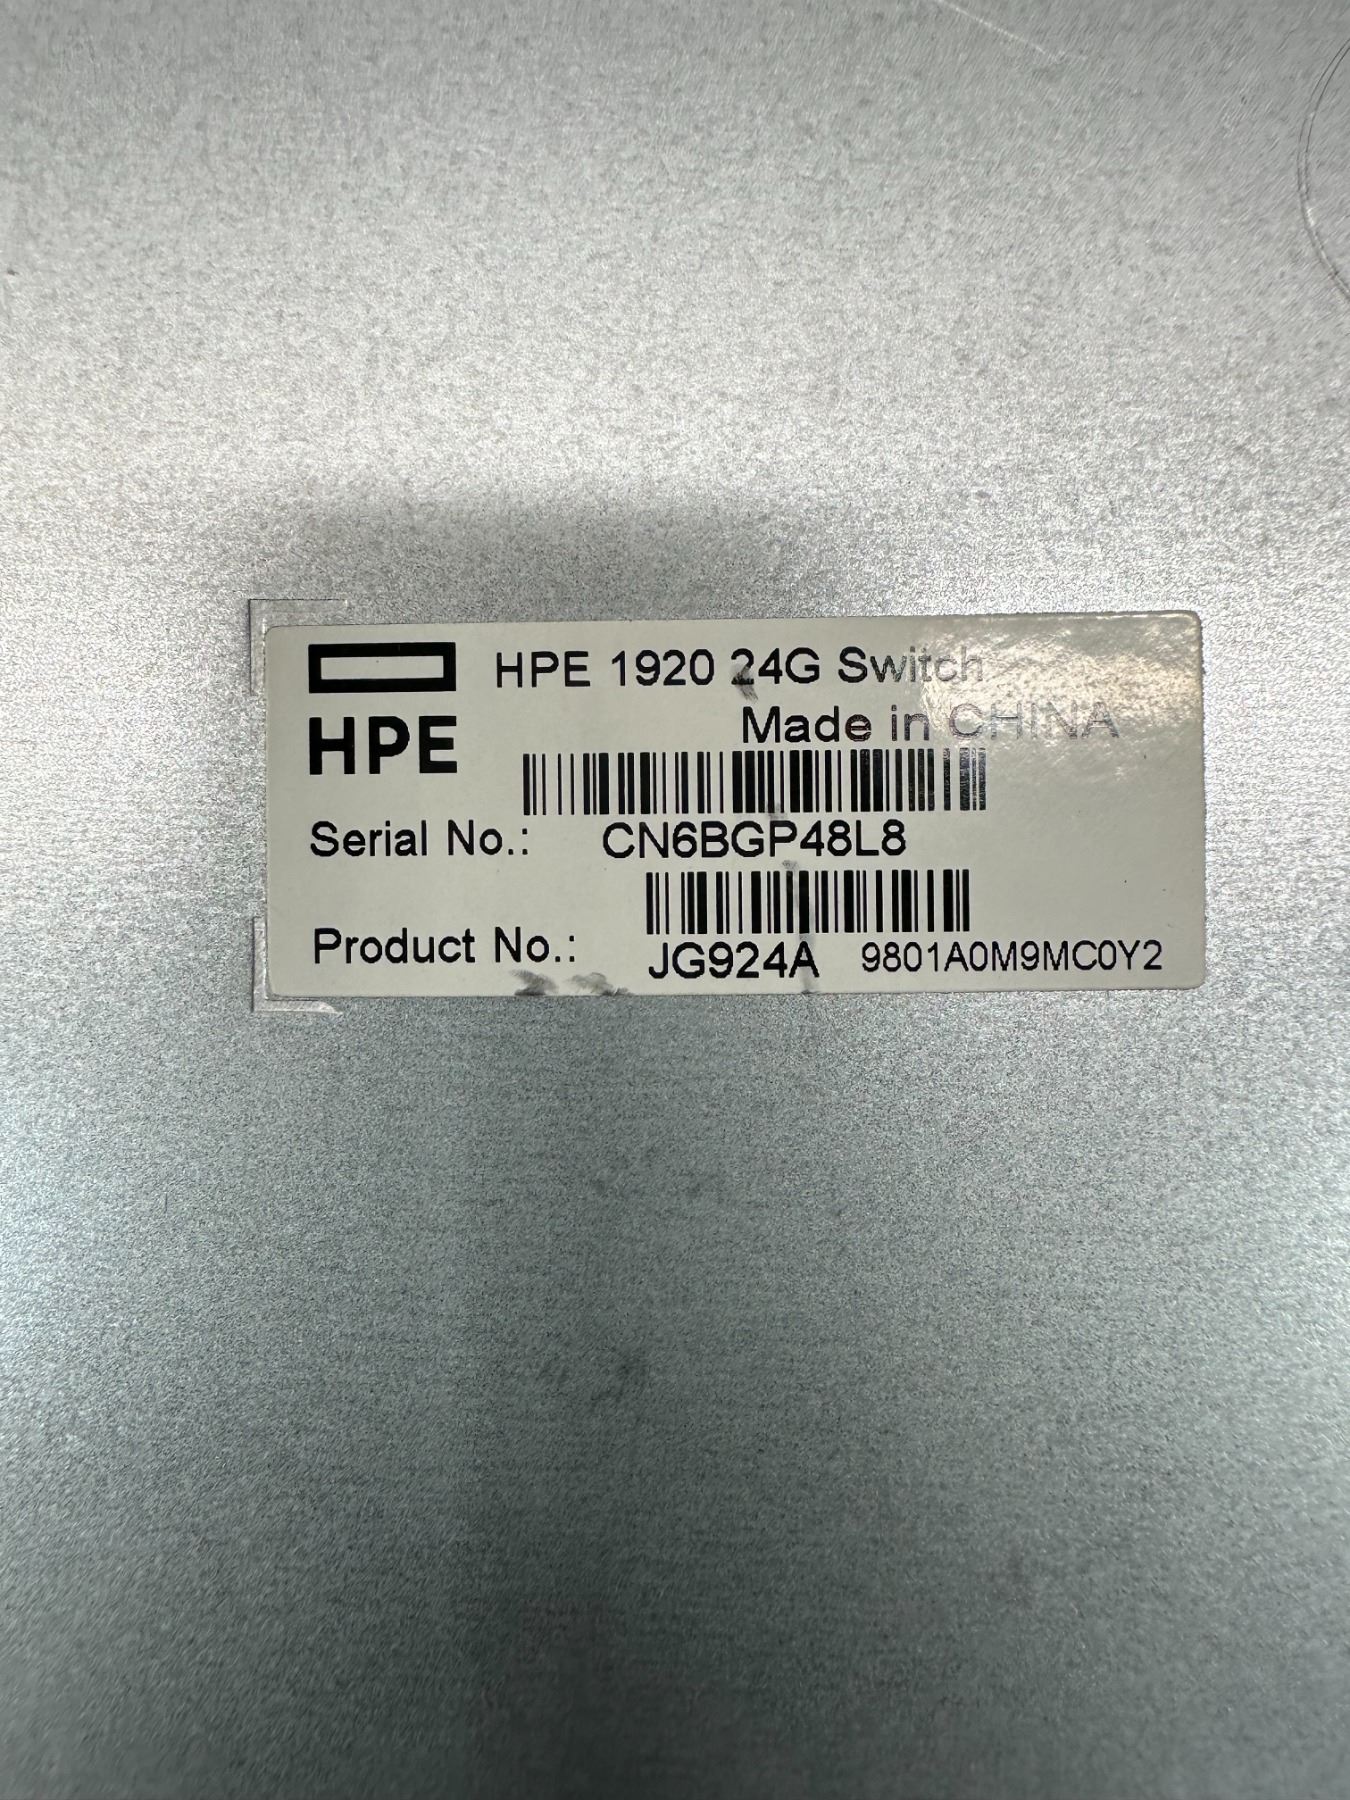 HPE 1920 24G Switch
Made in CHINA
HPE
Serial No.: CN6BGP48L8
Product No.: JG924A 9801A0M9MC0Y2